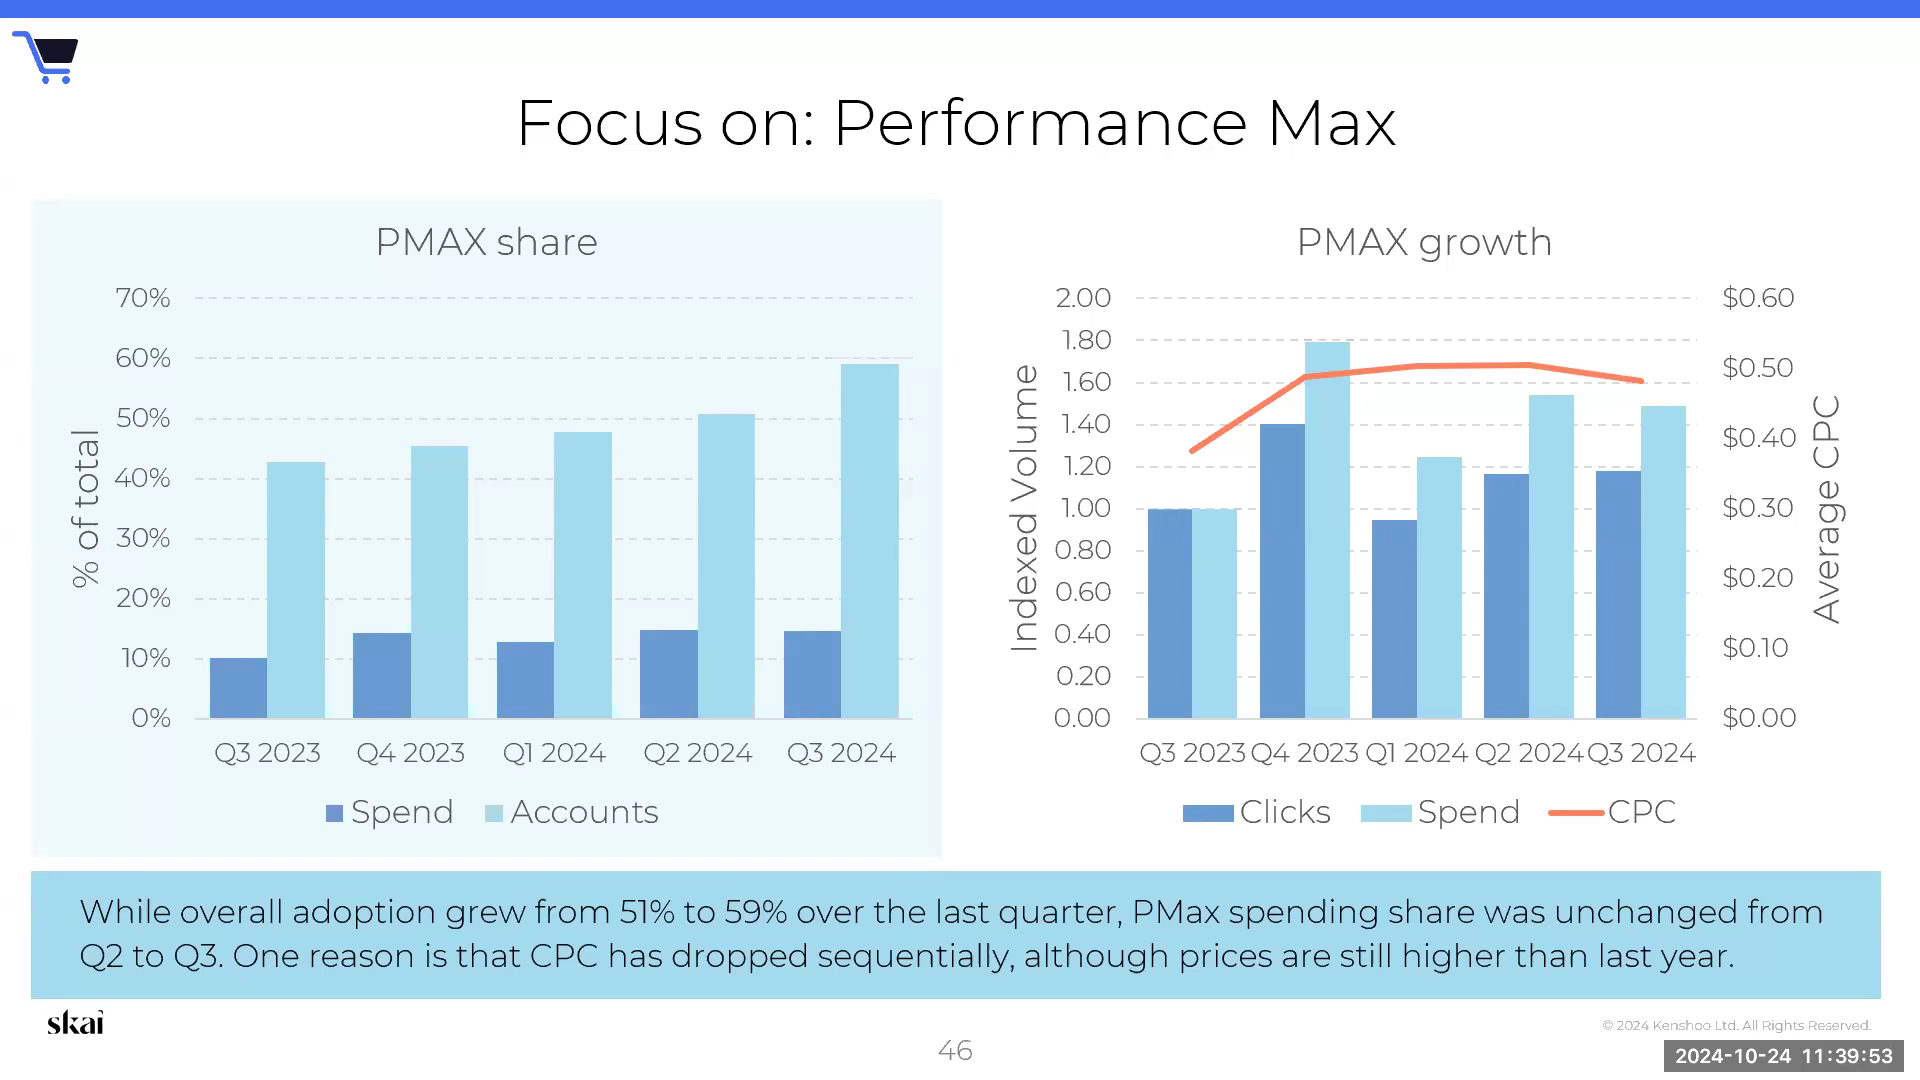 Focus on: Performance Max
PMAX share
70%
60%
50%
40%
30%
20%
10%
0%
% of total
Q3 2023 Q4 2023 Q1 2024 Q2 2024 Q3 2024
Spend Accounts
PMAX growth
2.00
1.80
1.60
1.40
1.20
1.00
0.80
0.60
0.40
0.20
0.00
Indexed Volume
$0.60
$0.50
$0.40
$0.30
$0.20
$0.10
$0.00
Average CPC
Q3 2023 Q4 2023 Q1 2024 Q2 2024 Q3 2024
Clicks Spend CPC
While overall adoption grew from 51% to 59% over the last quarter, PMax spending share was unchanged from
Q2 to Q3. One reason is that CPC has dropped sequentially, although prices are still higher than last year.
skai
© 2024 Kenshoo Ltd. All Rights Reserved.
46
2024-10-24 11:39:53